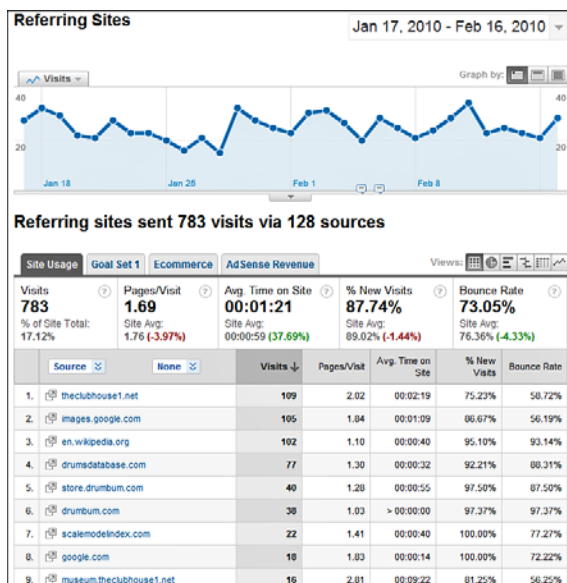 Referring Sites
Jan 17, 2010 - Feb 16, 2010
Visits
Graph by:
40 40
20 20
Jan 18 Jan 25 Feb 1 Feb 8
Referring sites sent 783 visits via 128 sources
Site Usage Goal Set 1 Ecommerce AdSense Revenue Views:
Visits ? Pages/Visit ? Avg. Time on Site ? % New Visits ? Bounce Rate ?
783 1.69 00:01:21 87.74% 73.05%
% of Site Total: Site Avg: Site Avg: Site Avg: Site Avg:
17.12% 1.76 (-3.97%) 00:00:59 (37.69%) 89.02% (-1.44%) 76.36% (-4.33%)
Source None Visits Pages/Visit Avg. Time on Site % New Visits Bounce Rate
1. theclubhouse1.net 109 2.02 00:02:19 75.23% 58.72%
2. images.google.com 105 1.84 00:01:09 86.67% 56.19%
3. en.wikipedia.org 102 1.10 00:00:40 95.10% 93.14%
4. drumsdatabase.com 77 1.30 00:00:32 92.21% 88.31%
5. store.drumbum.com 40 1.28 00:00:55 97.50% 87.50%
6. drumbum.com 38 1.03 > 00:00:00 97.37% 97.37%
7. scalemodelindex.com 22 1.41 00:00:40 100.00% 77.27%
8. google.com 18 1.83 00:00:14 100.00% 72.22%
9. museum.theclubhouse1.net 16 2.81 00:09:22 81.25% 56.25%